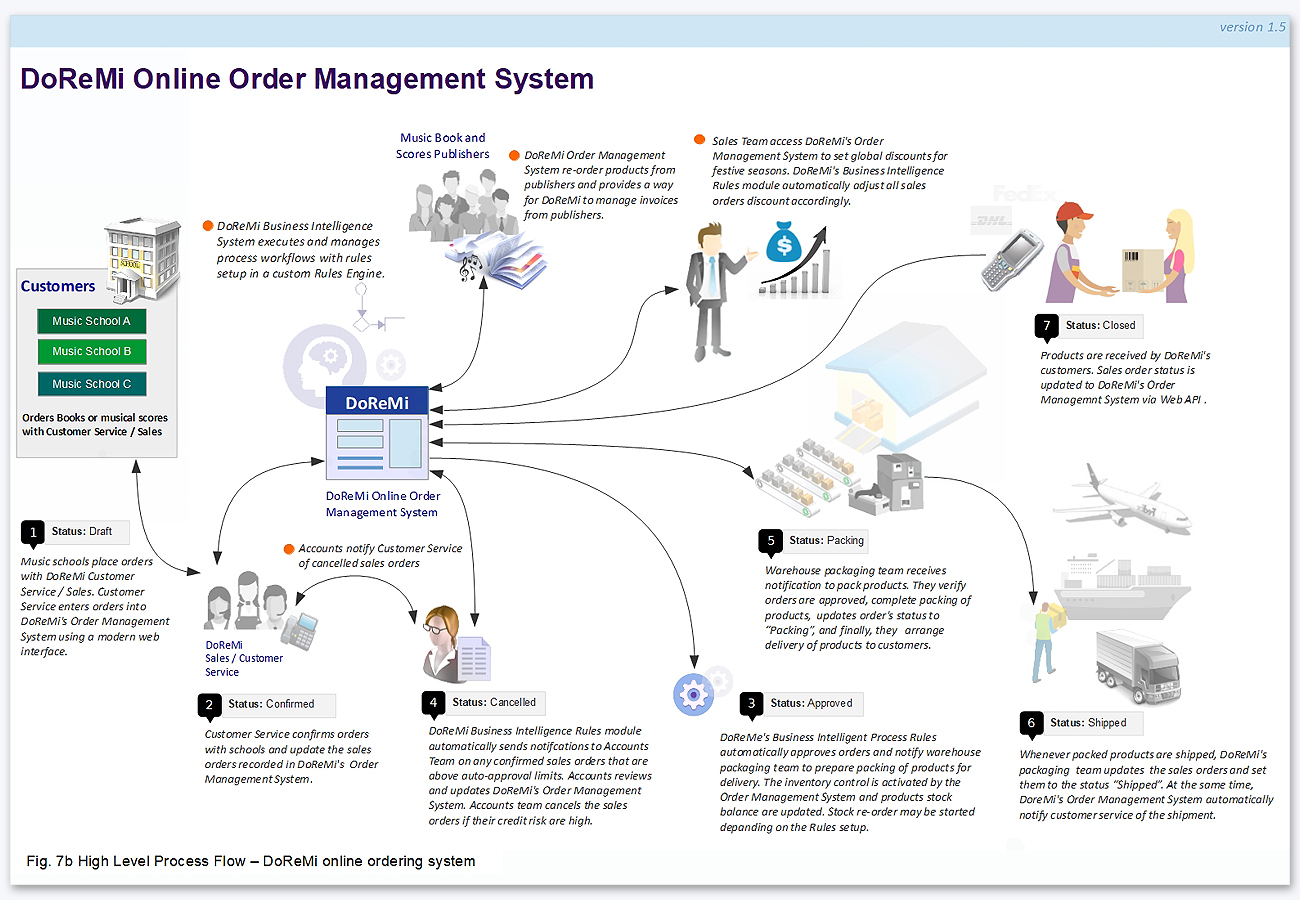 version 1.5
DoReMi Online Order Management System
Music Book and
Scores Publishers
DoReMi Order Management
System re-order products from
publishers and provides a way
for DoReMi to manage invoices
from publishers.
Sales Team access DoReMi's Order
Management System to set global discounts for
festive seasons. DoReMi's Business Intelligence
Rules module automatically adjust all sales
orders discount accordingly.
FedEx
DHL
DoReMi Business Intelligence
System executes and manages
process workflows with rules
setup in a custom Rules Engine.
SCHOOL
Customers
Music School A
Music School B
Music School C
Orders Books or musical scores
with Customer Service / Sales
$
7 Status: Closed
Products are received by DoReMi's
customers. Sales order status is
updated to DoReMi's Order
Managemnt System via Web API .
DoReMi
DoReMi Online Order
Management System
1 Status: Draft
Music schools place orders
with DoReMi Customer
Service / Sales. Customer
Service enters orders into
DoReMi's Order Management
System using a modern web
interface.
Accounts notify Customer Service
of cancelled sales orders
DoReMi
Sales / Customer
Service
2 Status: Confirmed
Customer Service confirms orders
with schools and update the sales
orders recorded in DoReMi's Order
Management System.
4 Status: Cancelled
DoReMi Business Intelligence Rules module
automatically sends notifcations to Accounts
Team on any confirmed sales orders that are
above auto-approval limits. Accounts reviews
and updates DoReMi's Order Management
System. Accounts team cancels the sales
orders if their credit risk are high.
5 Status: Packing
Warehouse packaging team receives
notification to pack products. They verify
orders are approved, complete packing of
products, updates order's status to
"Packing", and finally, they arrange
delivery of products to customers.
3 Status: Approved
DoReMe's Business Intelligent Process Rules
automatically approves orders and notify warehouse
packaging team to prepare packing of products for
delivery. The inventory control is activated by the
Order Management System and products stock
balance are updated. Stock re-order may be started
depanding on the Rules setup.
FedEx
6 Status: Shipped
Whenever packed products are shipped, DoReMi's
packaging team updates the sales orders and set
them to the status "Shipped". At the same time,
DoreMi's Order Management System automatically
notify customer service of the shipment.
Fig. 7b High Level Process Flow – DoReMi online ordering system